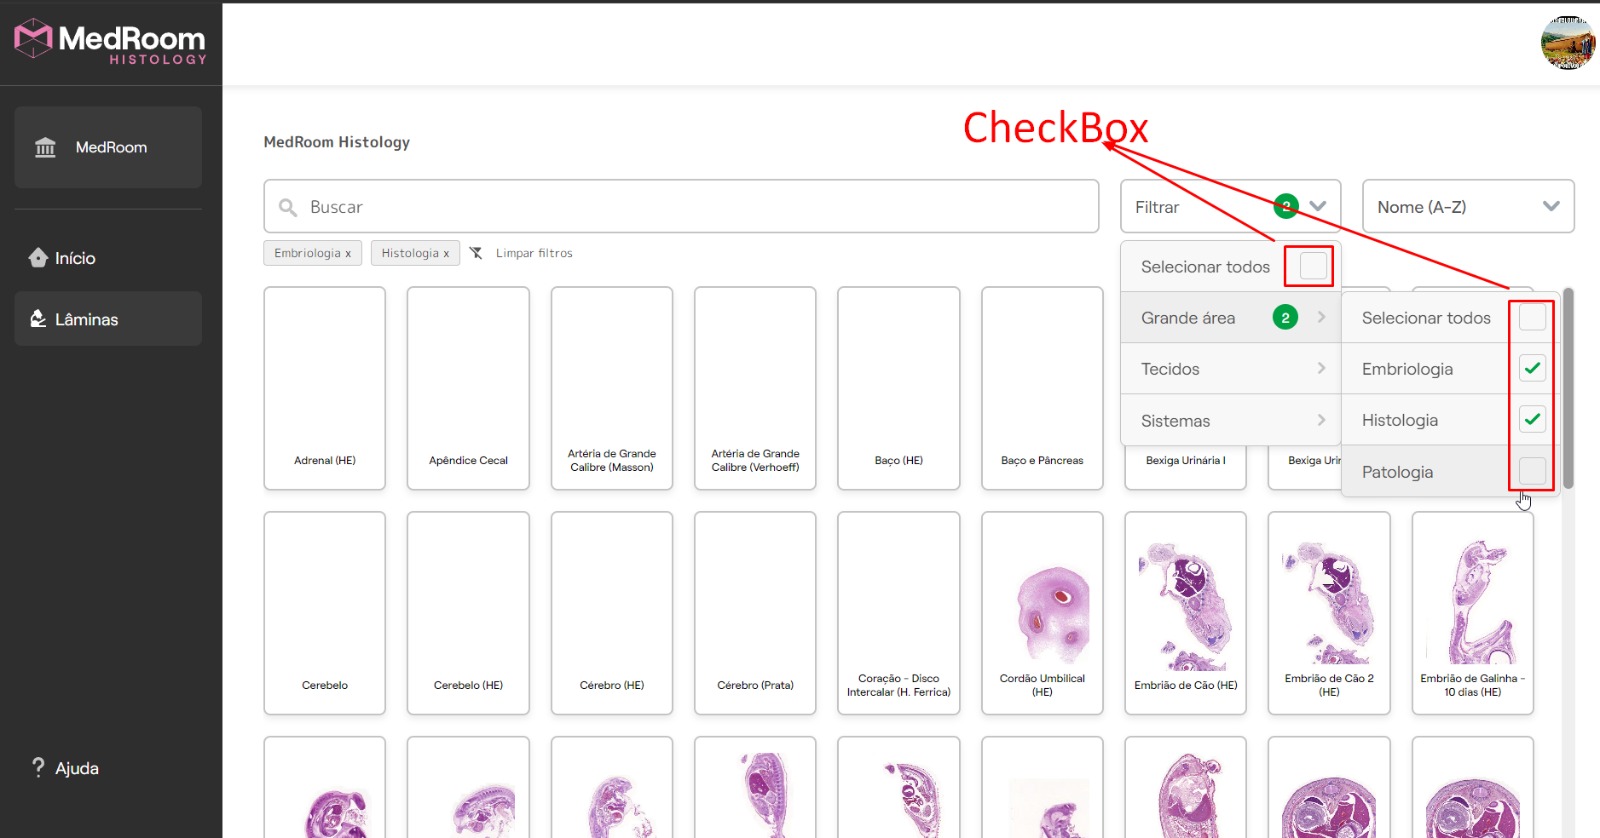 MedRoom
HISTOLOGY
MedRoom
Início
Lâminas
Ajuda
CheckBox
MedRoom Histology
Buscar
Filtrar
2
Nome (A-Z)
Embriologia x
Histologia x
Limpar filtros
Selecionar todos
Grande área
2
Tecidos
Sistemas
Selecionar todos
Embriologia
Histologia
Patologia
Adrenal (HE)
Apêndice Cecal
Artéria de Grande
Calibre (Masson)
Artéria de Grande
Calibre (Verhoeff)
Baço (HE)
Baço e Pâncreas
Bexiga Urinária I
Bexiga Urin
Cerebelo
Cerebelo (HE)
Cérebro (HE)
Cérebro (Prata)
Coração - Disco
Intercalar (H. Ferrica)
Cordão Umbilical
(HE)
Embrião de Cão (HE)
Embrião de Cão 2
(HE)
Embrião de Galinha -
10 dias (HE)